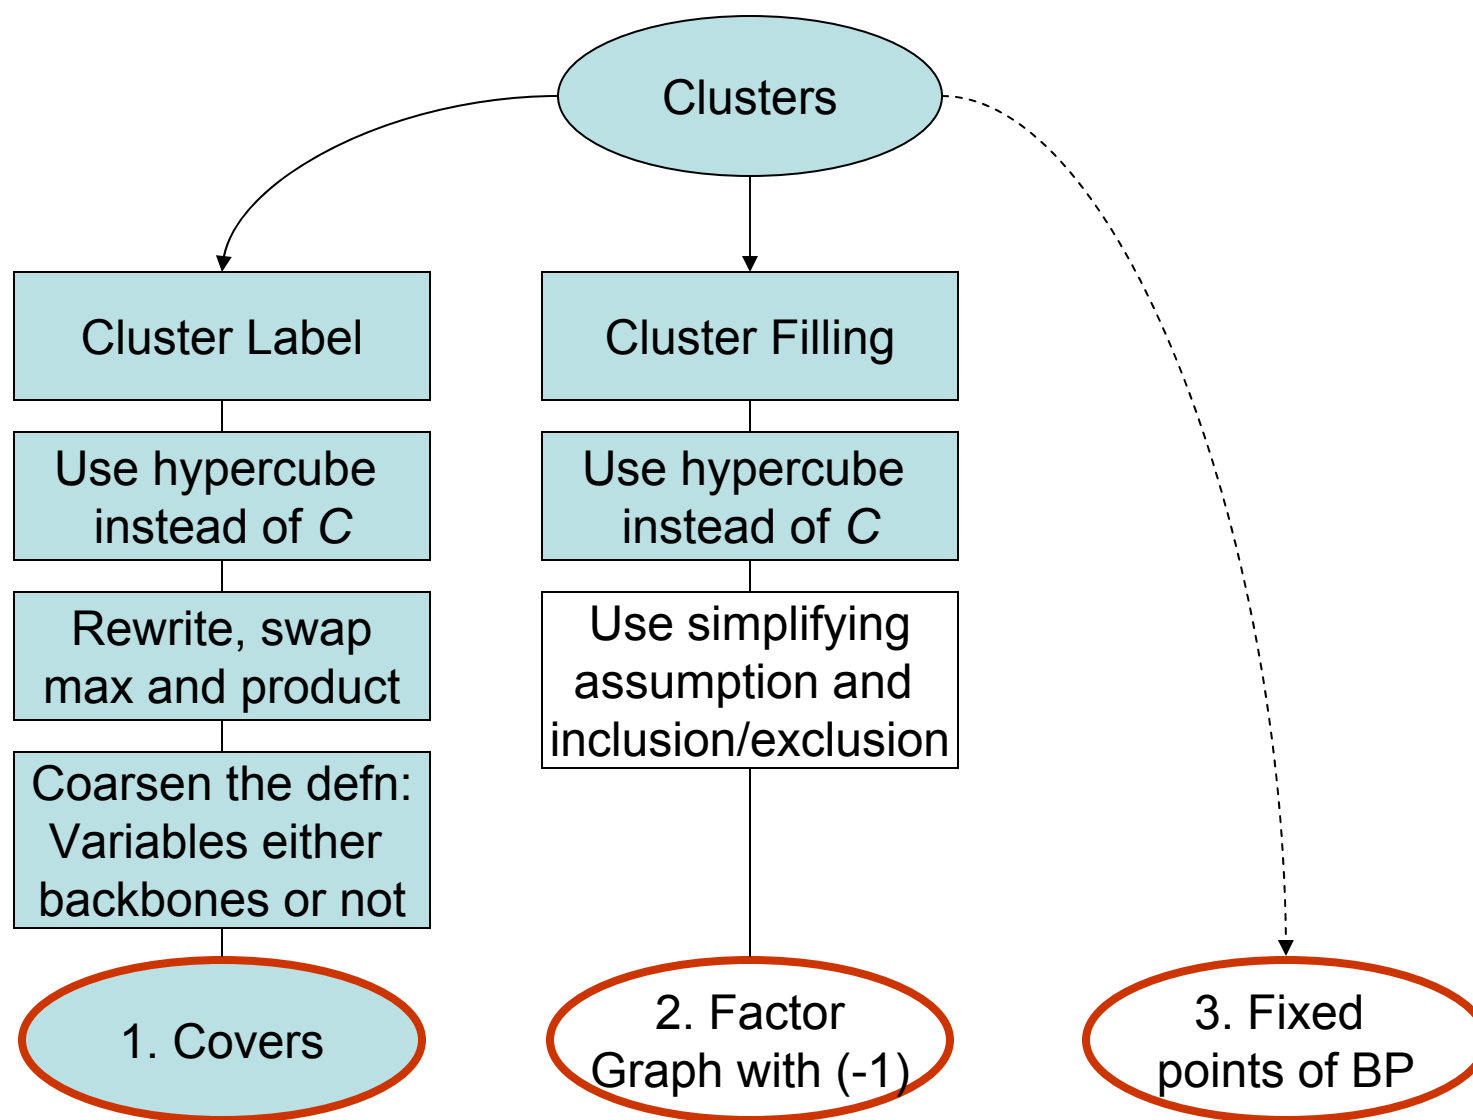 Clusters
Cluster Label
Use hypercube
instead of C
Rewrite, swap
max and product
Coarsen the defn:
Variables either
backbones or not
1. Covers
Cluster Filling
Use hypercube
instead of C
Use simplifying
assumption and
inclusion/exclusion
2. Factor
Graph with (-1)
3. Fixed
points of BP